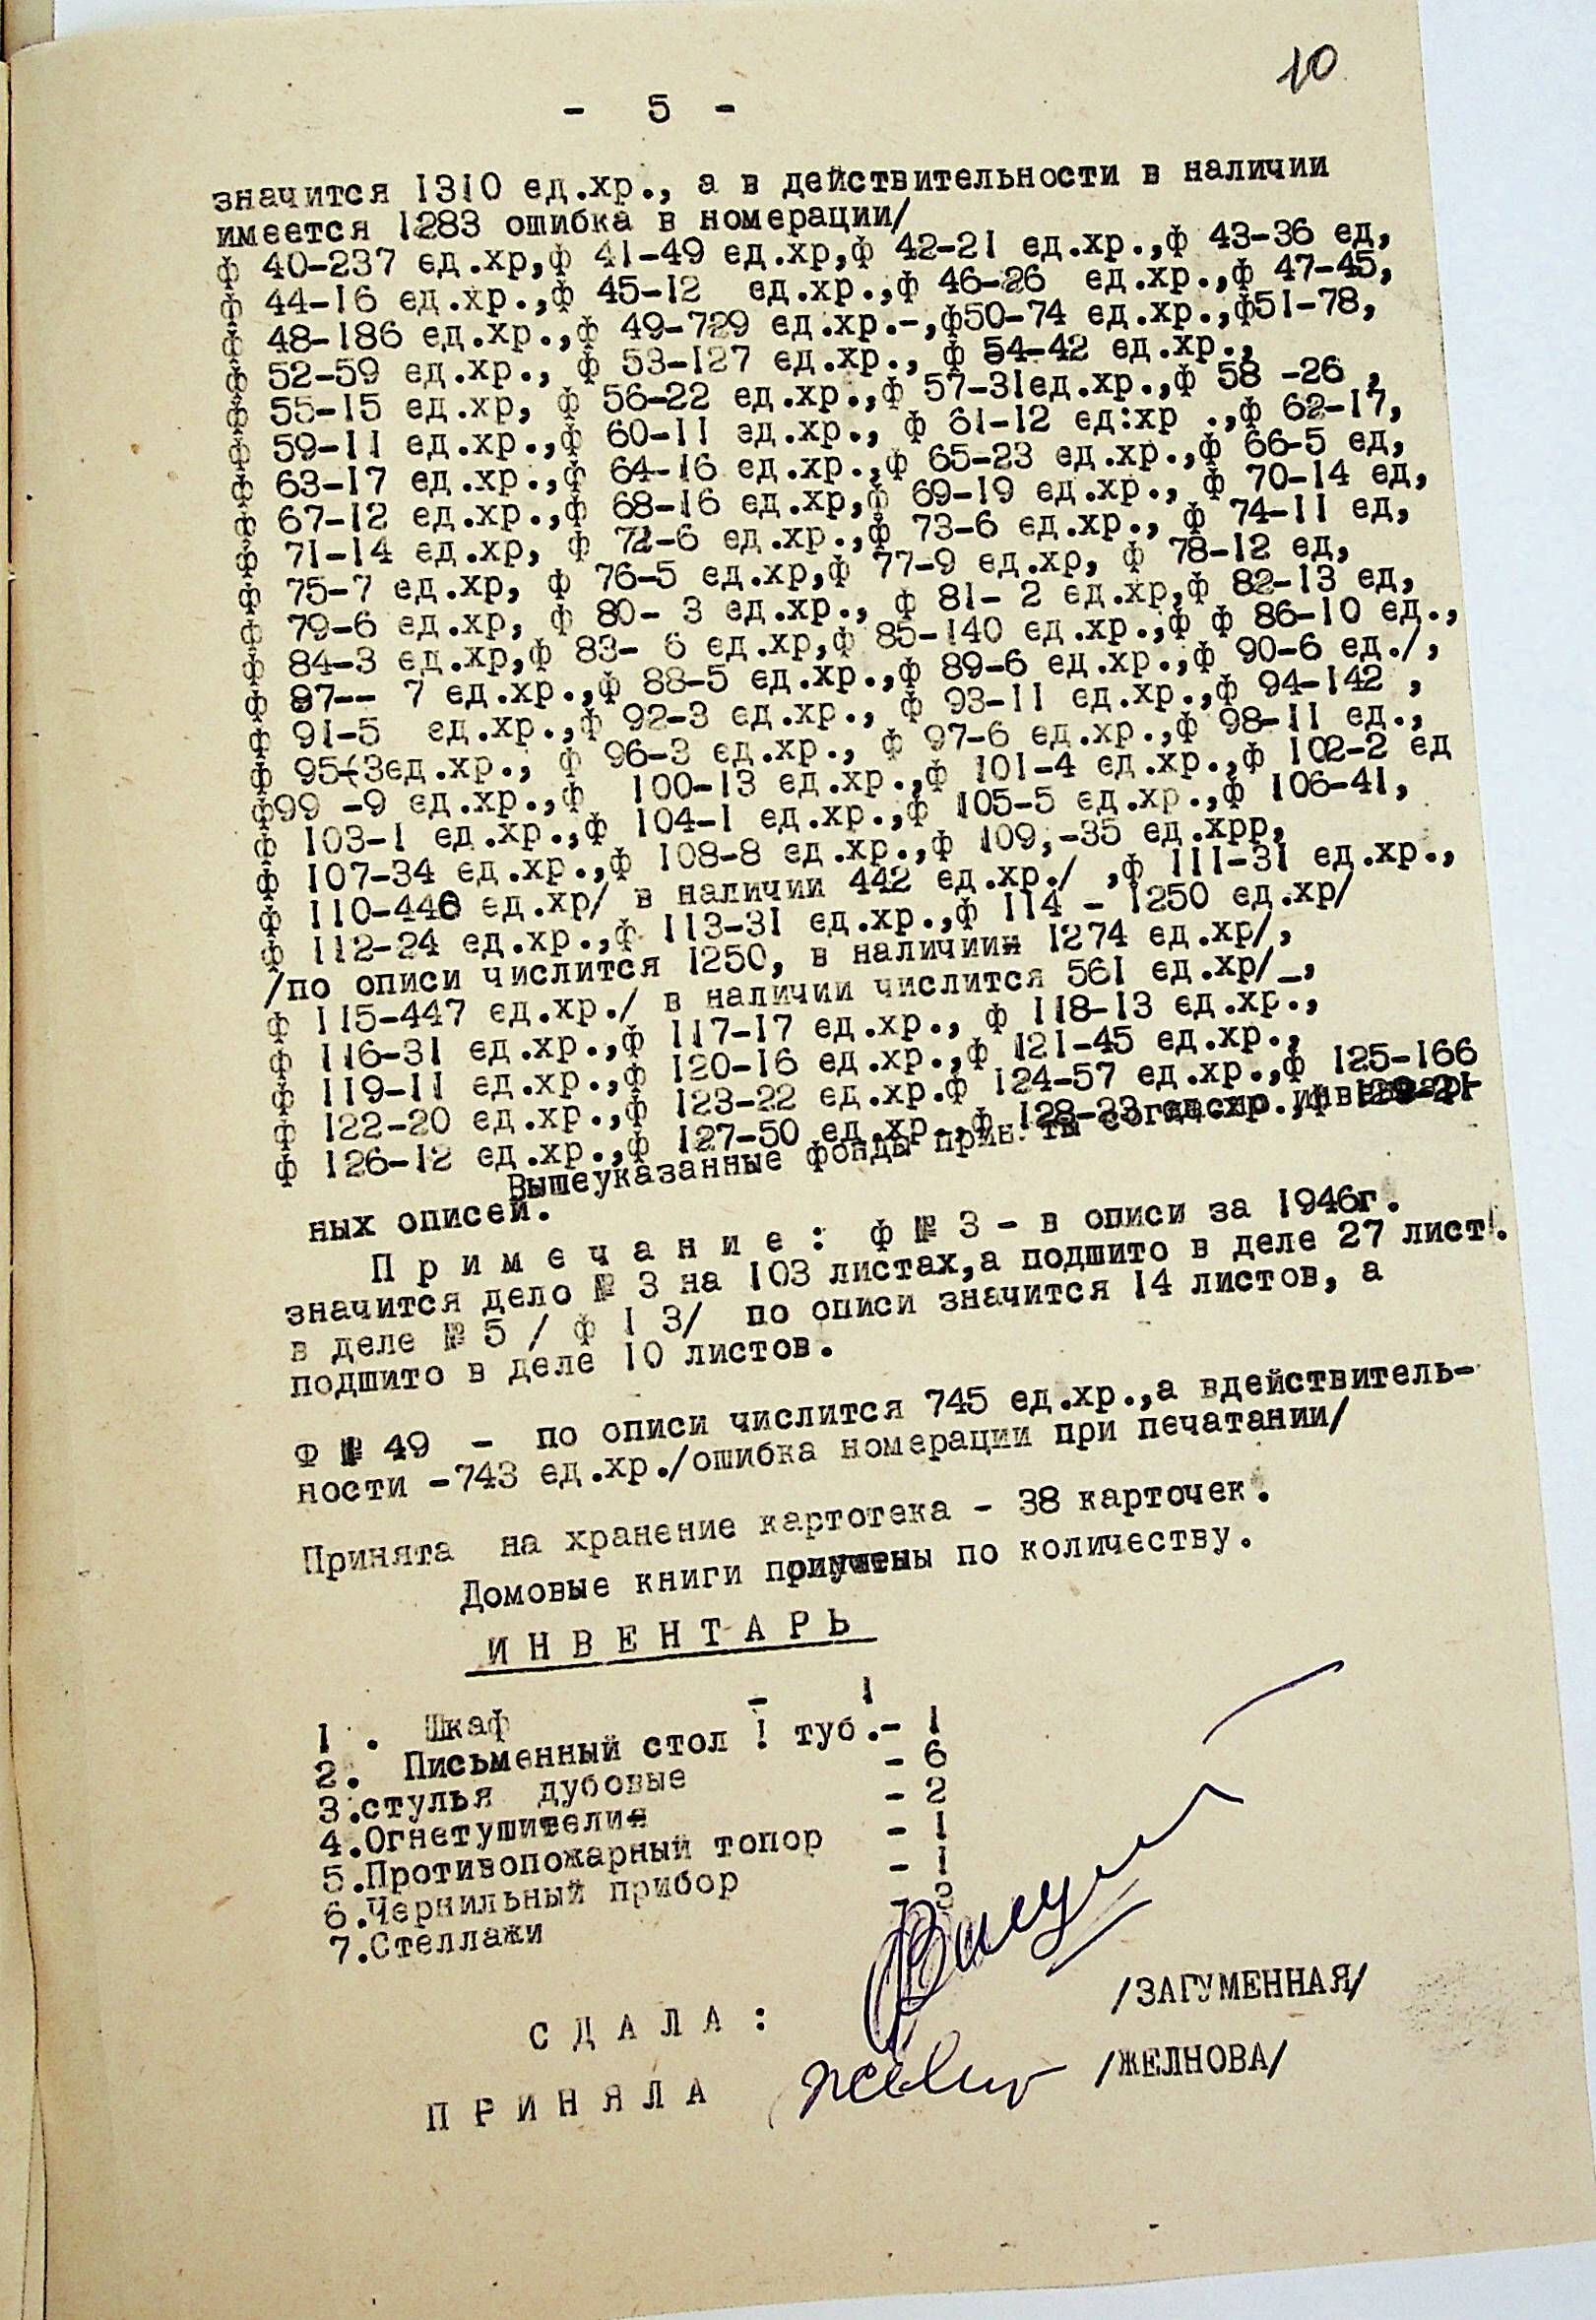 10
- 5 -
значится 1310 ед.хр., а в действительности в наличии
имеется 1283 ошибка в номерации/
ф 40-237 ед.хр,ф 41-49 ед.хр,ф 42-21 ед.хр.,ф 43-36 ед,
ф 44-16 ед.хр.,ф 45-12 ед.хр.,ф 46-26 ед.хр.,ф 47-45,
ф 48-186 ед.хр.,ф 49-729 ед.хр.-,ф50-74 ед.хр.,ф51-78,
ф 52-59 ед.хр., ф 53-127 ед.хр., ф 54-42 ед.хр.,
ф 55-15 ед.хр, ф 56-22 ед.хр.,ф 57-31ед.хр.,ф 58 -26 ,
ф 59-11 ед.хр.,ф 60-11 ед.хр., ф 61-12 ед:хр .,ф 62-17,
ф 63-17 ед.хр.,ф 64-16 ед.хр.,ф 65-23 ед.хр.,ф 66-5 ед,
ф 67-12 ед.хр.,ф 68-16 ед.хр,ф 69-19 ед.хр., ф 70-14 ед,
ф 71-14 ед.хр, ф 72-6 ед.хр.,ф 73-6 ед.хр., ф 74-11 ед,
ф 75-7 ед.хр, ф 76-5 ед.хр,ф 77-9 ед.хр, ф 78-12 ед,
ф 79-6 ед.хр, ф 80- 3 ед.хр., ф 81- 2 ед.хр,ф 82-13 ед,
ф 84-3 ед.хр,ф 83- 6 ед.хр,ф 85-140 ед.хр.,ф ф 86-10 ед.,
ф 87-- 7 ед.хр.,ф 88-5 ед.хр.,ф 89-6 ед.хр.,ф 90-6 ед./,
ф 91-5 ед.хр.,ф 92-3 ед.хр., ф 93-11 ед.хр.,ф 94-142 ,
ф 95-(3ед.хр., ф 96-3 ед.хр., ф 97-6 ед.хр.,ф 98-11 ед.,
ф99 -9 ед.хр.,ф 100-13 ед.хр.,ф 101-4 ед.хр.,ф 102-2 ед
ф 103-1 ед.хр.,ф 104-1 ед.хр.,ф 105-5 ед.хр.,ф 106-41,
ф 107-34 ед.хр.,ф 108-8 ед.хр.,ф 109,-35 ед.хрр,
ф 110-446 ед.хр/ в наличии 442 ед.хр./ ,ф 111-31 ед.хр.,
ф 112-24 ед.хр.,ф 113-31 ед.хр.,ф 114 - 1250 ед.хр/
/по описи числится 1250, в наличиин 1274 ед.хр/,
ф 115-447 ед.хр./ в наличии числится 561 ед.хр/_,
ф 116-31 ед.хр.,ф 117-17 ед.хр., ф 118-13 ед.хр.,
ф 119-11 ед.хр.,ф 120-16 ед.хр.,ф 121-45 ед.хр.,
ф 122-20 ед.хр.,ф 123-22 ед.хр.ф 124-57 ед.хр.,ф 125-166
ф 126-12 ед.хр.,ф 127-50 ед.хр.,ф 128-23 ед.хр.,ф 129-21
Вышеуказанные фонды приняты согласно инвентар-
ных описей.
Примечание: ф № 3 - в описи за 1946г.
значится дело № 3 на 103 листах,а подшито в деле 27 лист.
в деле № 5 / ф 1 3/ по описи значится 14 листов, а
подшито в деле 10 листов.
Ф № 49 - по описи числится 745 ед.хр.,а вдействитель-
ности -743 ед.хр./ошибка номерации при печатании/
Принята на хранение картотека - 38 карточек.
Домовые книги по количеству.
ИНВЕНТАРЬ
1 . Шкаф - 1
2. Письменный стол ! туб.- 1
3.стулья дубовые - 6
4.Огнетушителин - 2
5.Противопожарный топор - 1
6.Чернильный прибор - 1
7.Стеллажи - 3
СДАЛА: /ЗАГУМЕННАЯ/
ПРИНЯЛА /ЖЕЛНОВА/